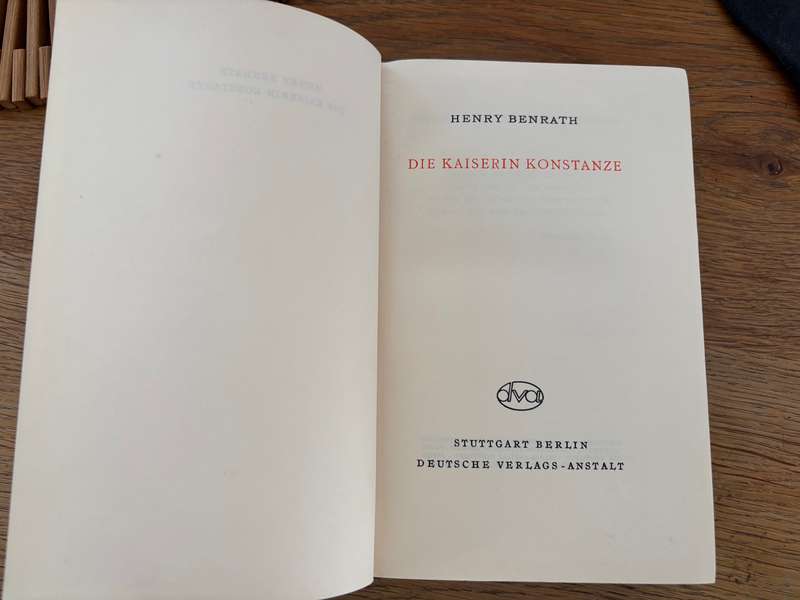 HENRY BENRATH
DIE KAISERIN KONSTANZE
dva
STUTTGART BERLIN
DEUTSCHE VERLAGS-ANSTALT